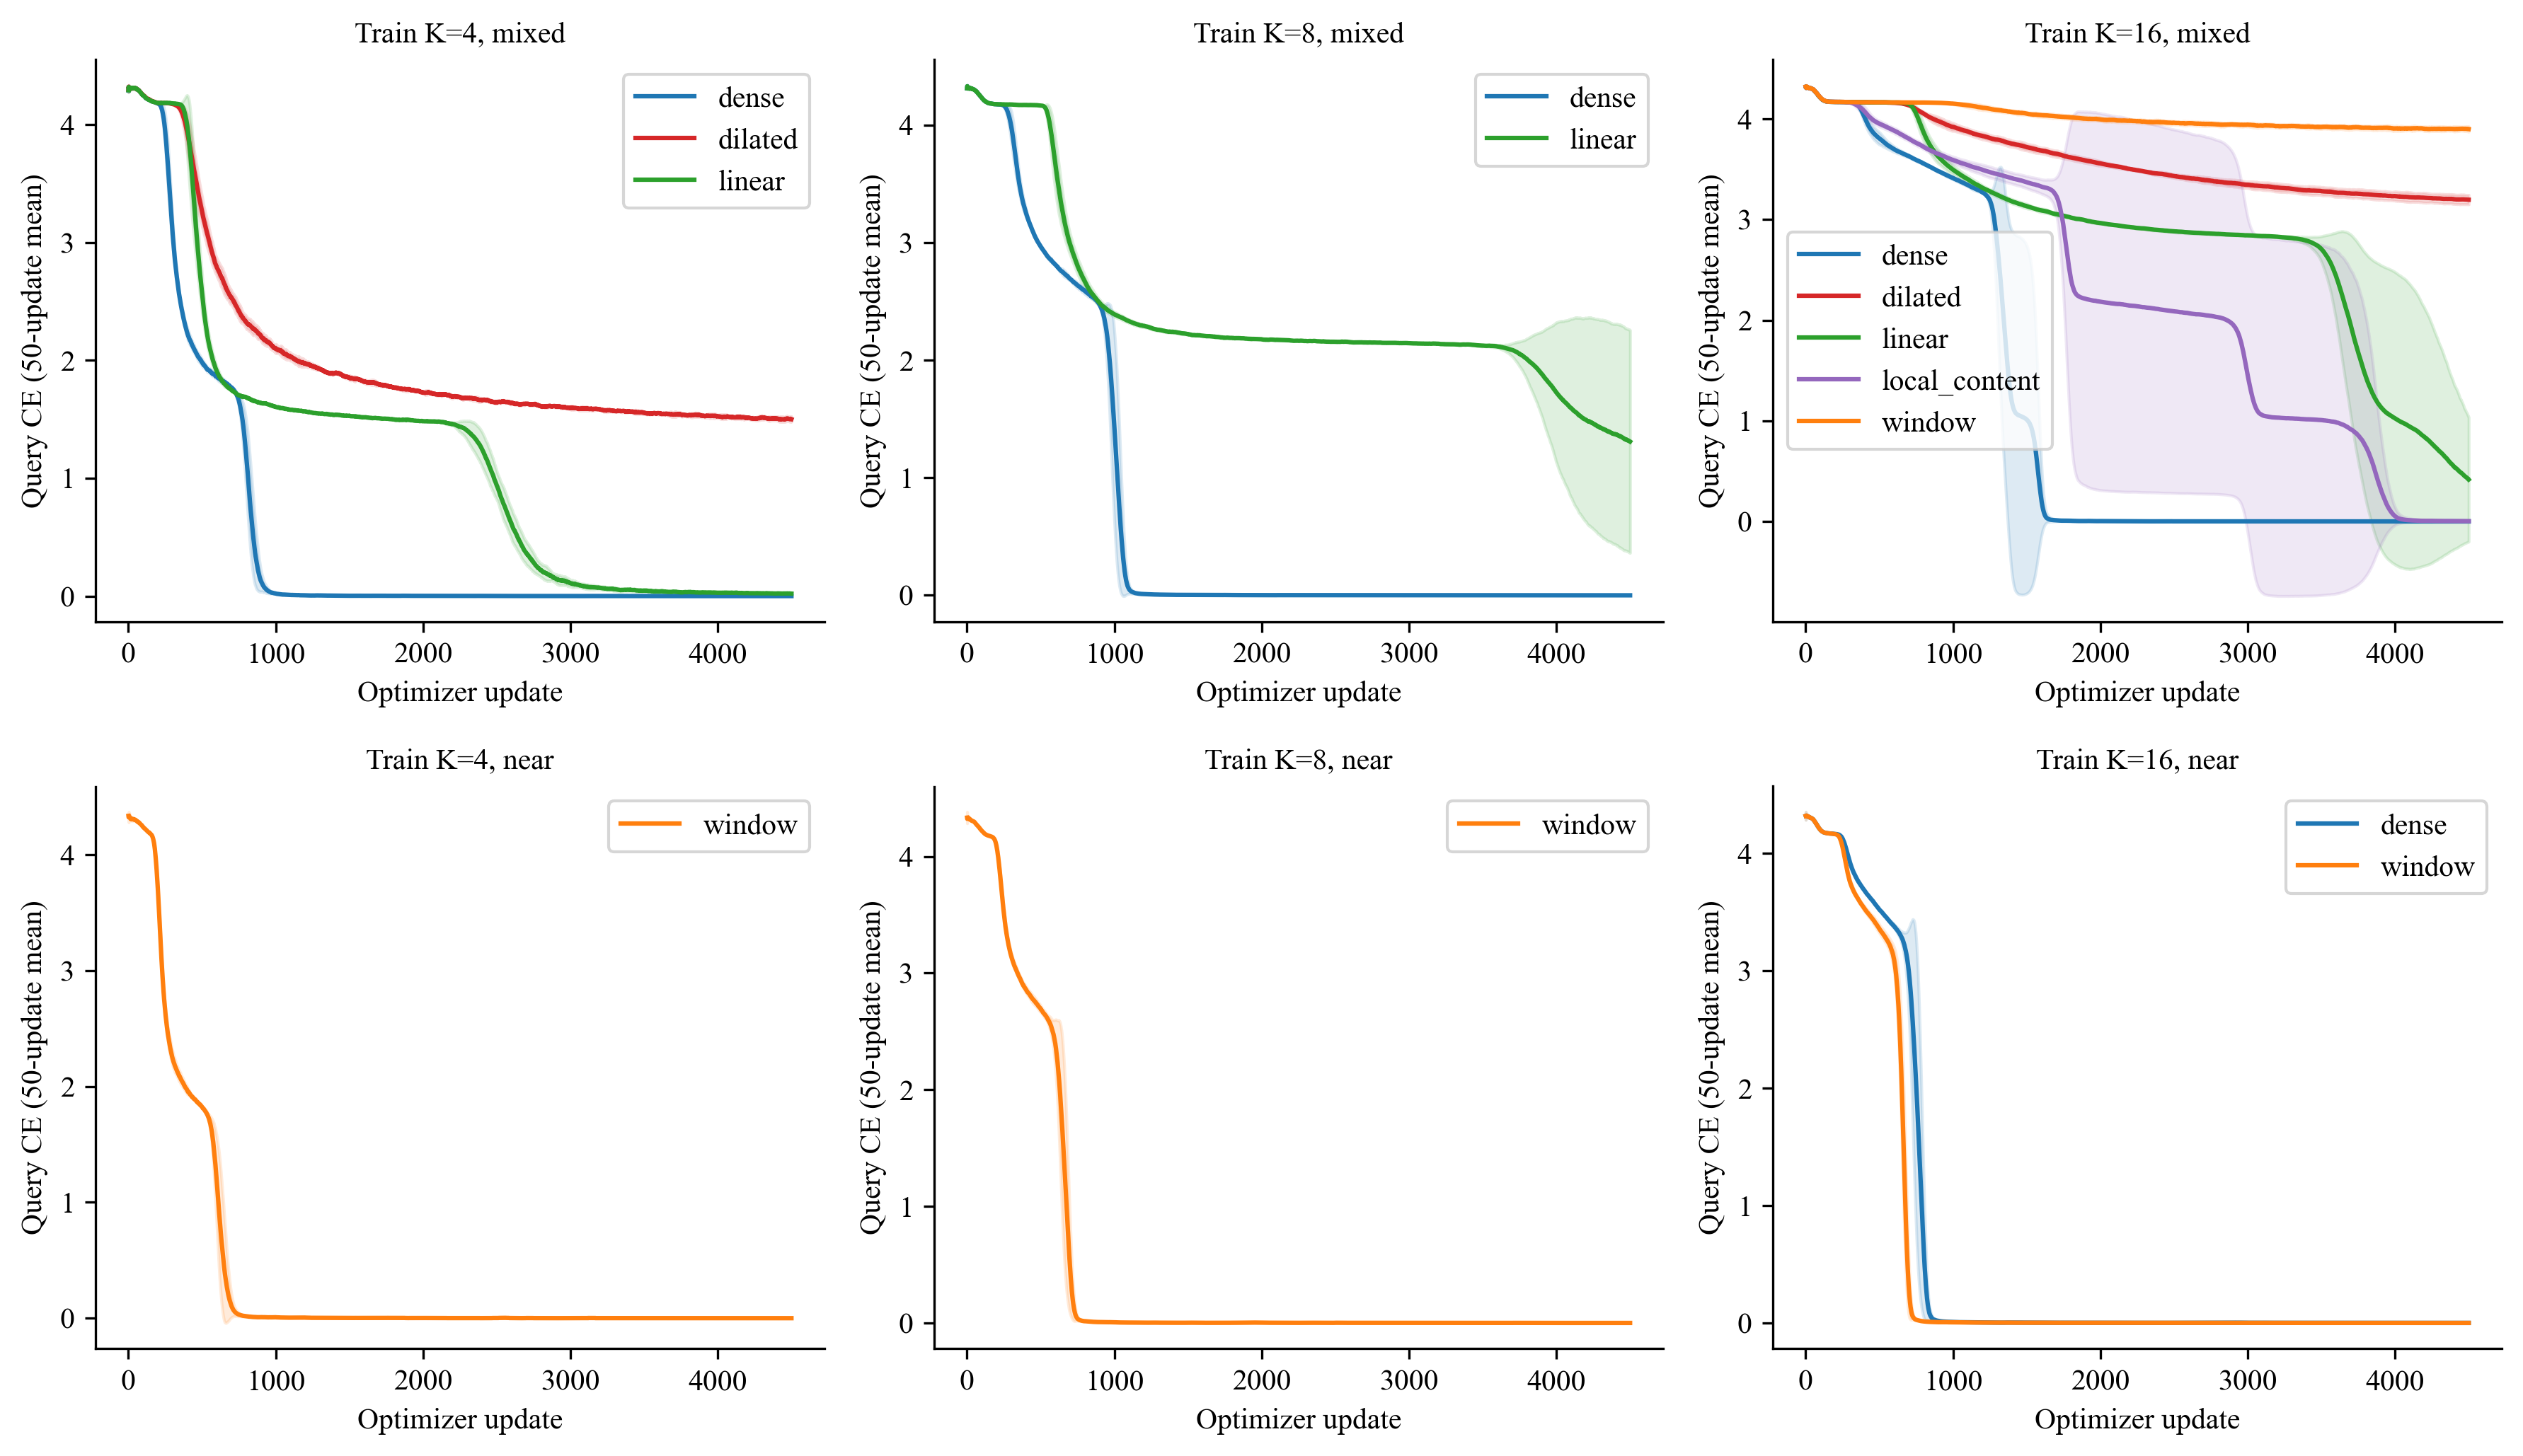 Train K=4, mixed
Query CE (50-update mean)
4
3
2
1
0
dense
dilated
linear
0
1000
2000
3000
4000
Optimizer update
Train K=8, mixed
Query CE (50-update mean)
4
3
2
1
0
dense
linear
0
1000
2000
3000
4000
Optimizer update
Train K=16, mixed
Query CE (50-update mean)
4
3
2
1
0
dense
dilated
linear
local_content
window
0
1000
2000
3000
4000
Optimizer update
Train K=4, near
Query CE (50-update mean)
4
3
2
1
0
window
0
1000
2000
3000
4000
Optimizer update
Train K=8, near
Query CE (50-update mean)
4
3
2
1
0
window
0
1000
2000
3000
4000
Optimizer update
Train K=16, near
Query CE (50-update mean)
4
3
2
1
0
dense
window
0
1000
2000
3000
4000
Optimizer update